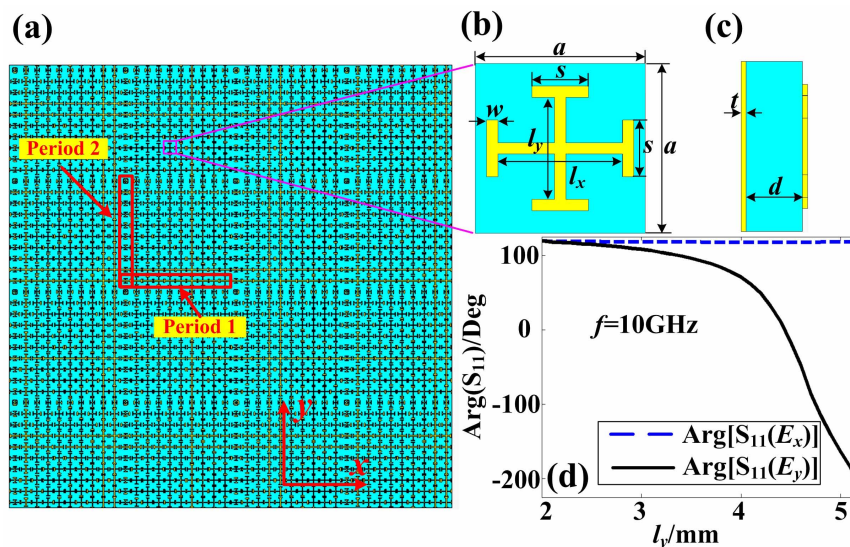 (a)
Period 2
Period 1
y
x
(b)
a
s
w
l_y
l_x
s
a
(c)
t
d
Arg(S₁₁)/Deg
100
0
-100
-200
f=10GHz
Arg[S₁₁(Eₓ)]
Arg[S₁₁(E_y)]
(d)
2
3
4
5
l_y/mm